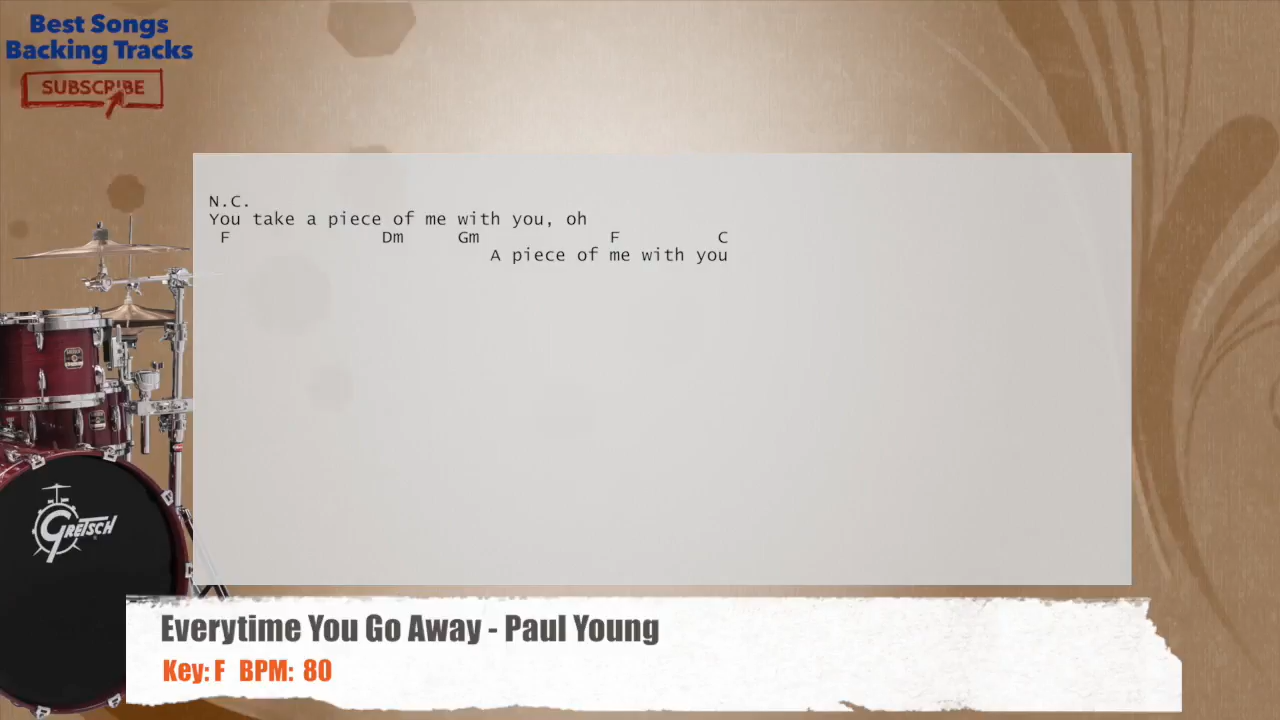 Best Songs
Backing Tracks
SUBSCRIBE
N.C.
You take a piece of me with you, oh
F Dm Gm F C
A piece of me with you
GRETSCH
Everytime You Go Away - Paul Young
Key: F BPM: 80